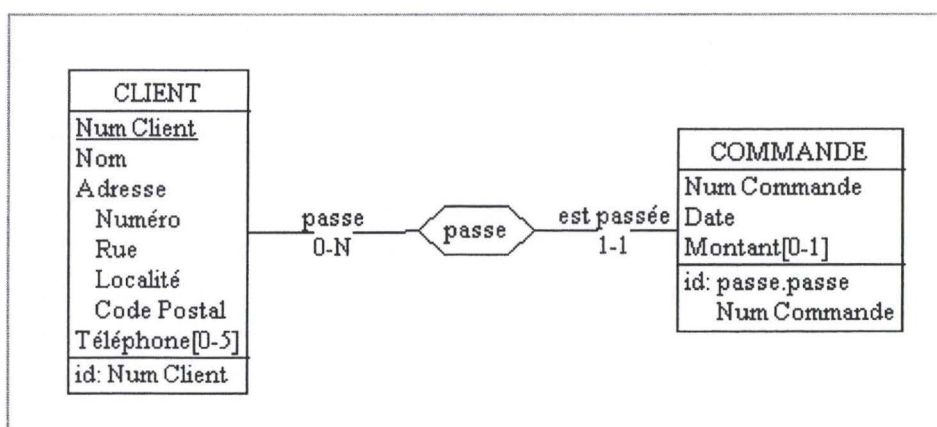 CLIENT
Num Client
Nom
Adresse
Numéro
Rue
Localité
Code Postal
Téléphone[0-5]
id: Num Client
passe
0-N
passe
est passée
1-1
COMMANDE
Num Commande
Date
Montant[0-1]
id: passe.passe
Num Commande